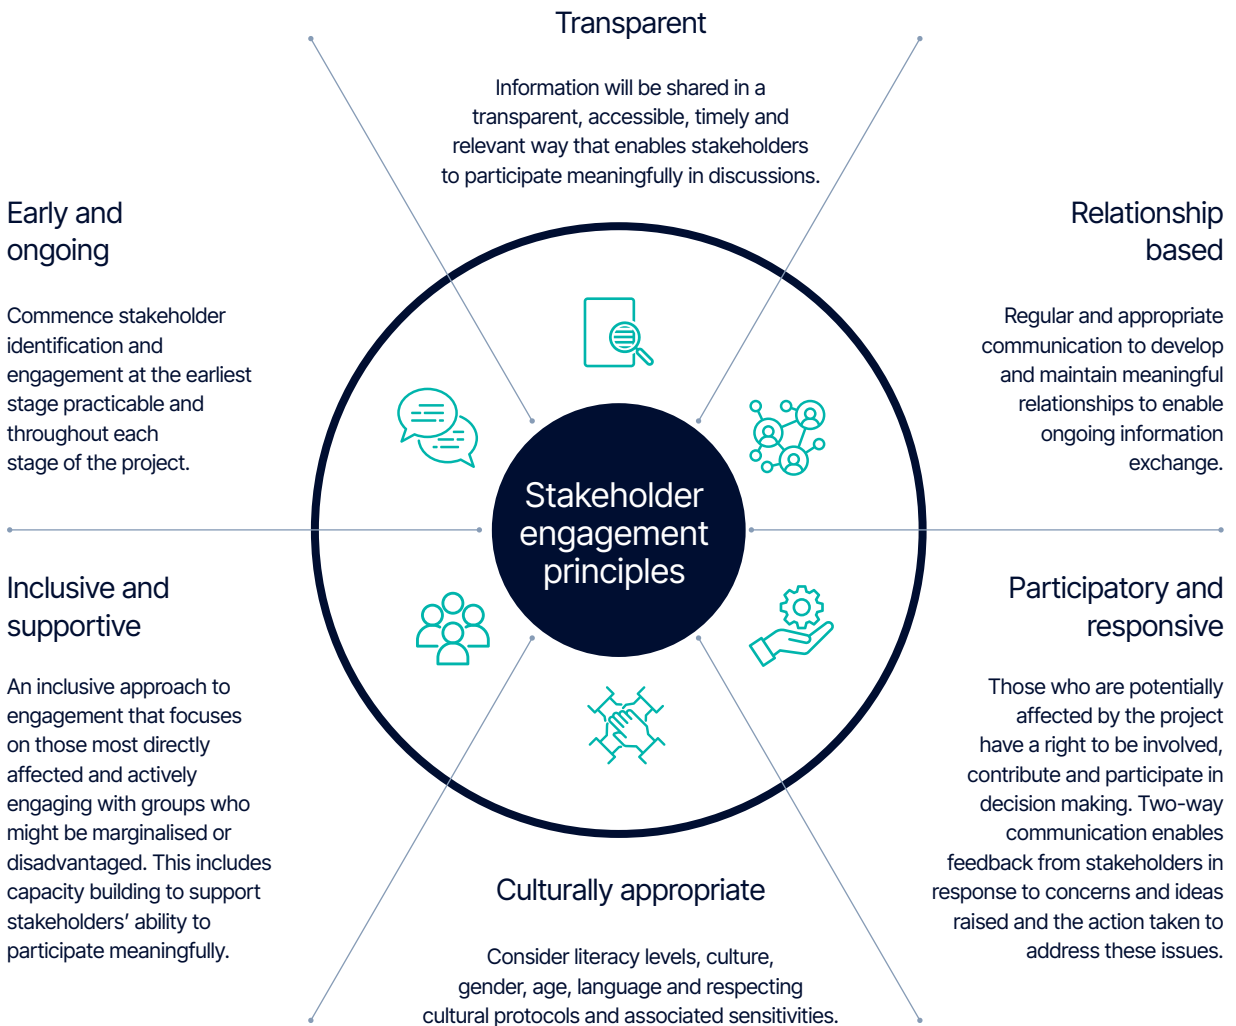 Transparent
Information will be shared in a
transparent, accessible, timely and
relevant way that enables stakeholders
to participate meaningfully in discussions.
Early and
ongoing
Commence stakeholder
identification and
engagement at the earliest
stage practicable and
throughout each
stage of the project.
Relationship
based
Regular and appropriate
communication to develop
and maintain meaningful
relationships to enable
ongoing information
exchange.
Stakeholder
engagement
principles
Inclusive and
supportive
An inclusive approach to
engagement that focuses
on those most directly
affected and actively
engaging with groups who
might be marginalised or
disadvantaged. This includes
capacity building to support
stakeholders’ ability to
participate meaningfully.
Participatory and
responsive
Those who are potentially
affected by the project
have a right to be involved,
contribute and participate in
decision making. Two-way
communication enables
feedback from stakeholders in
response to concerns and ideas
raised and the action taken to
address these issues.
Culturally appropriate
Consider literacy levels, culture,
gender, age, language and respecting
cultural protocols and associated sensitivities.